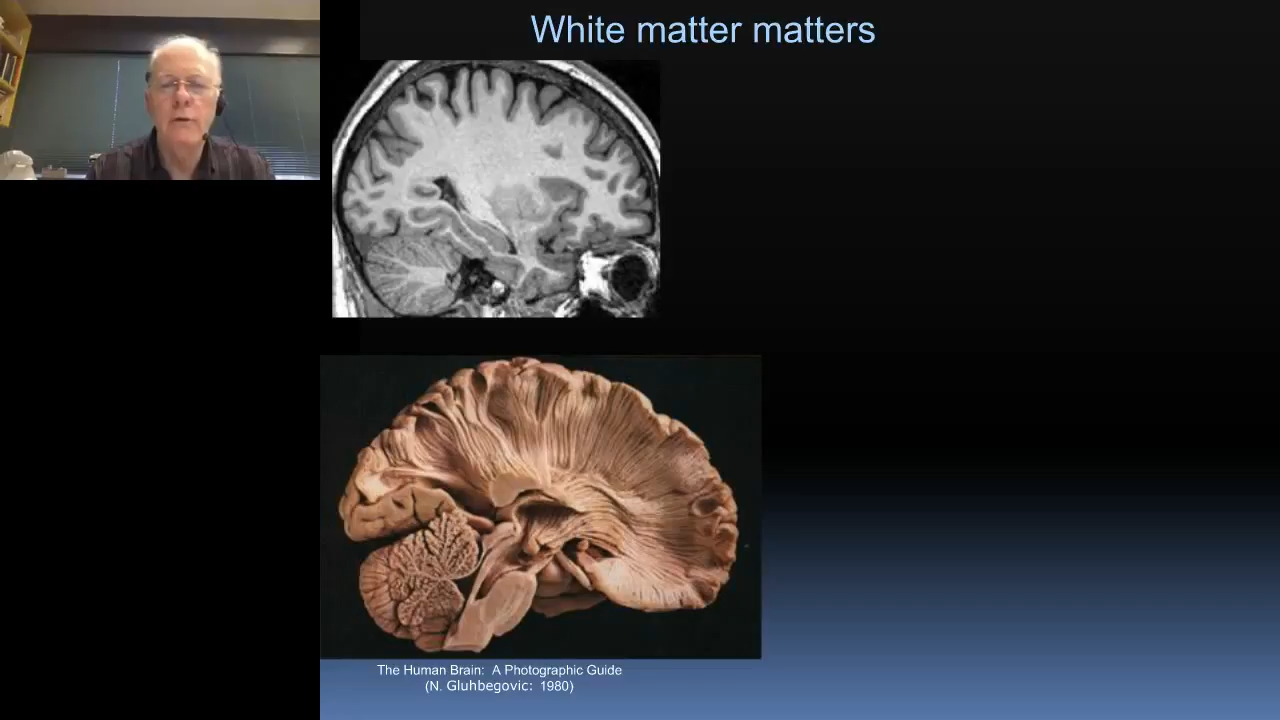 White matter matters
The Human Brain:  A Photographic Guide
(N. Gluhbegovic:  1980)